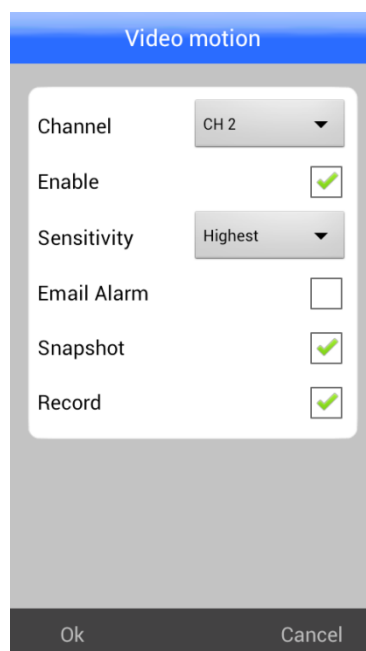 Video motion
Channel CH 2
Enable
Sensitivity Highest
Email Alarm
Snapshot
Record
Ok Cancel